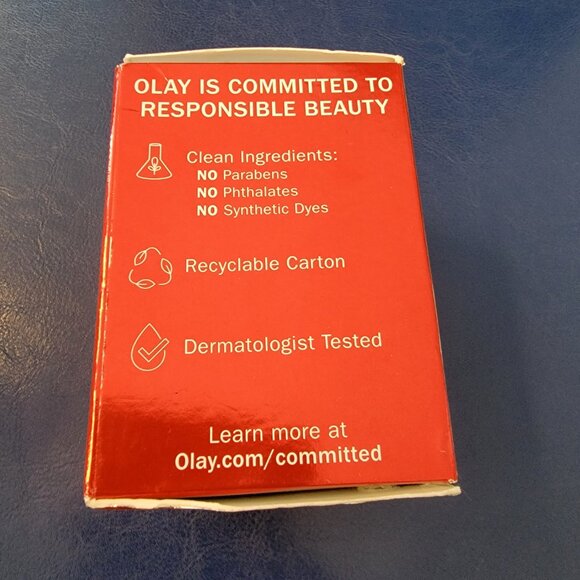 OLAY IS COMMITTED TO
RESPONSIBLE BEAUTY
Clean Ingredients:
NO Parabens
NO Phthalates
NO Synthetic Dyes
Recyclable Carton
Dermatologist Tested
Learn more at
Olay.com/committed